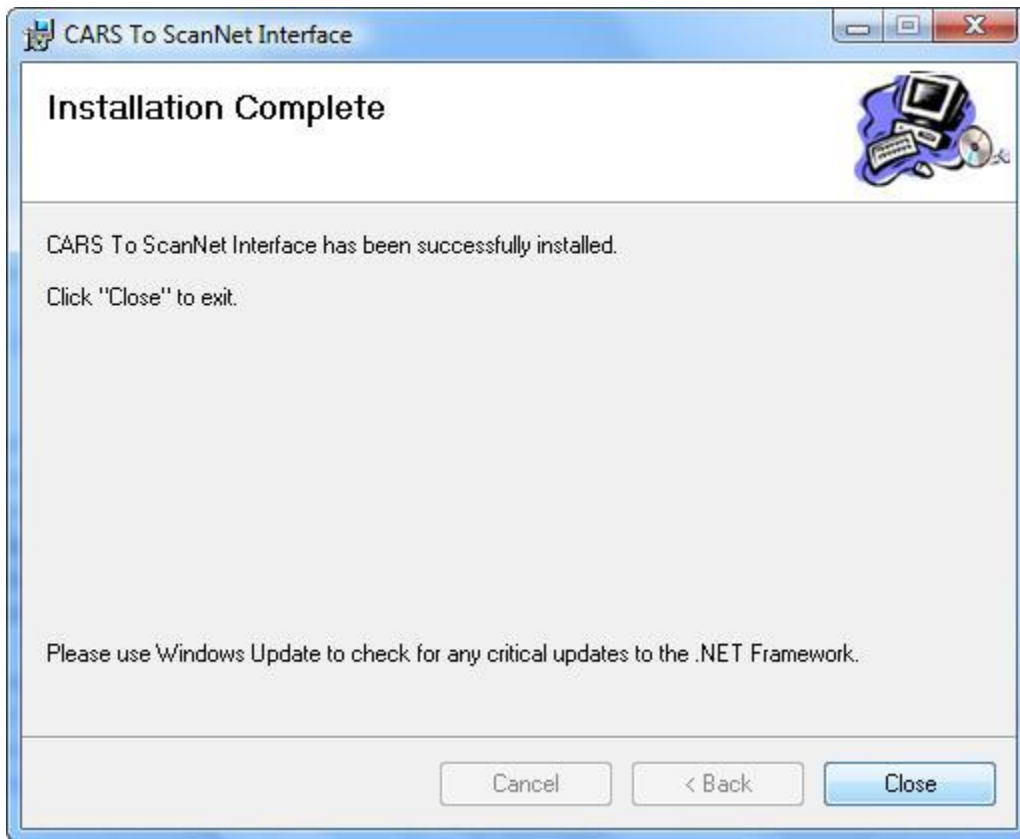 CARS To ScanNet Interface
Installation Complete
CARS To ScanNet Interface has been successfully installed.
Click "Close" to exit.
Please use Windows Update to check for any critical updates to the .NET Framework.
Cancel
< Back
Close